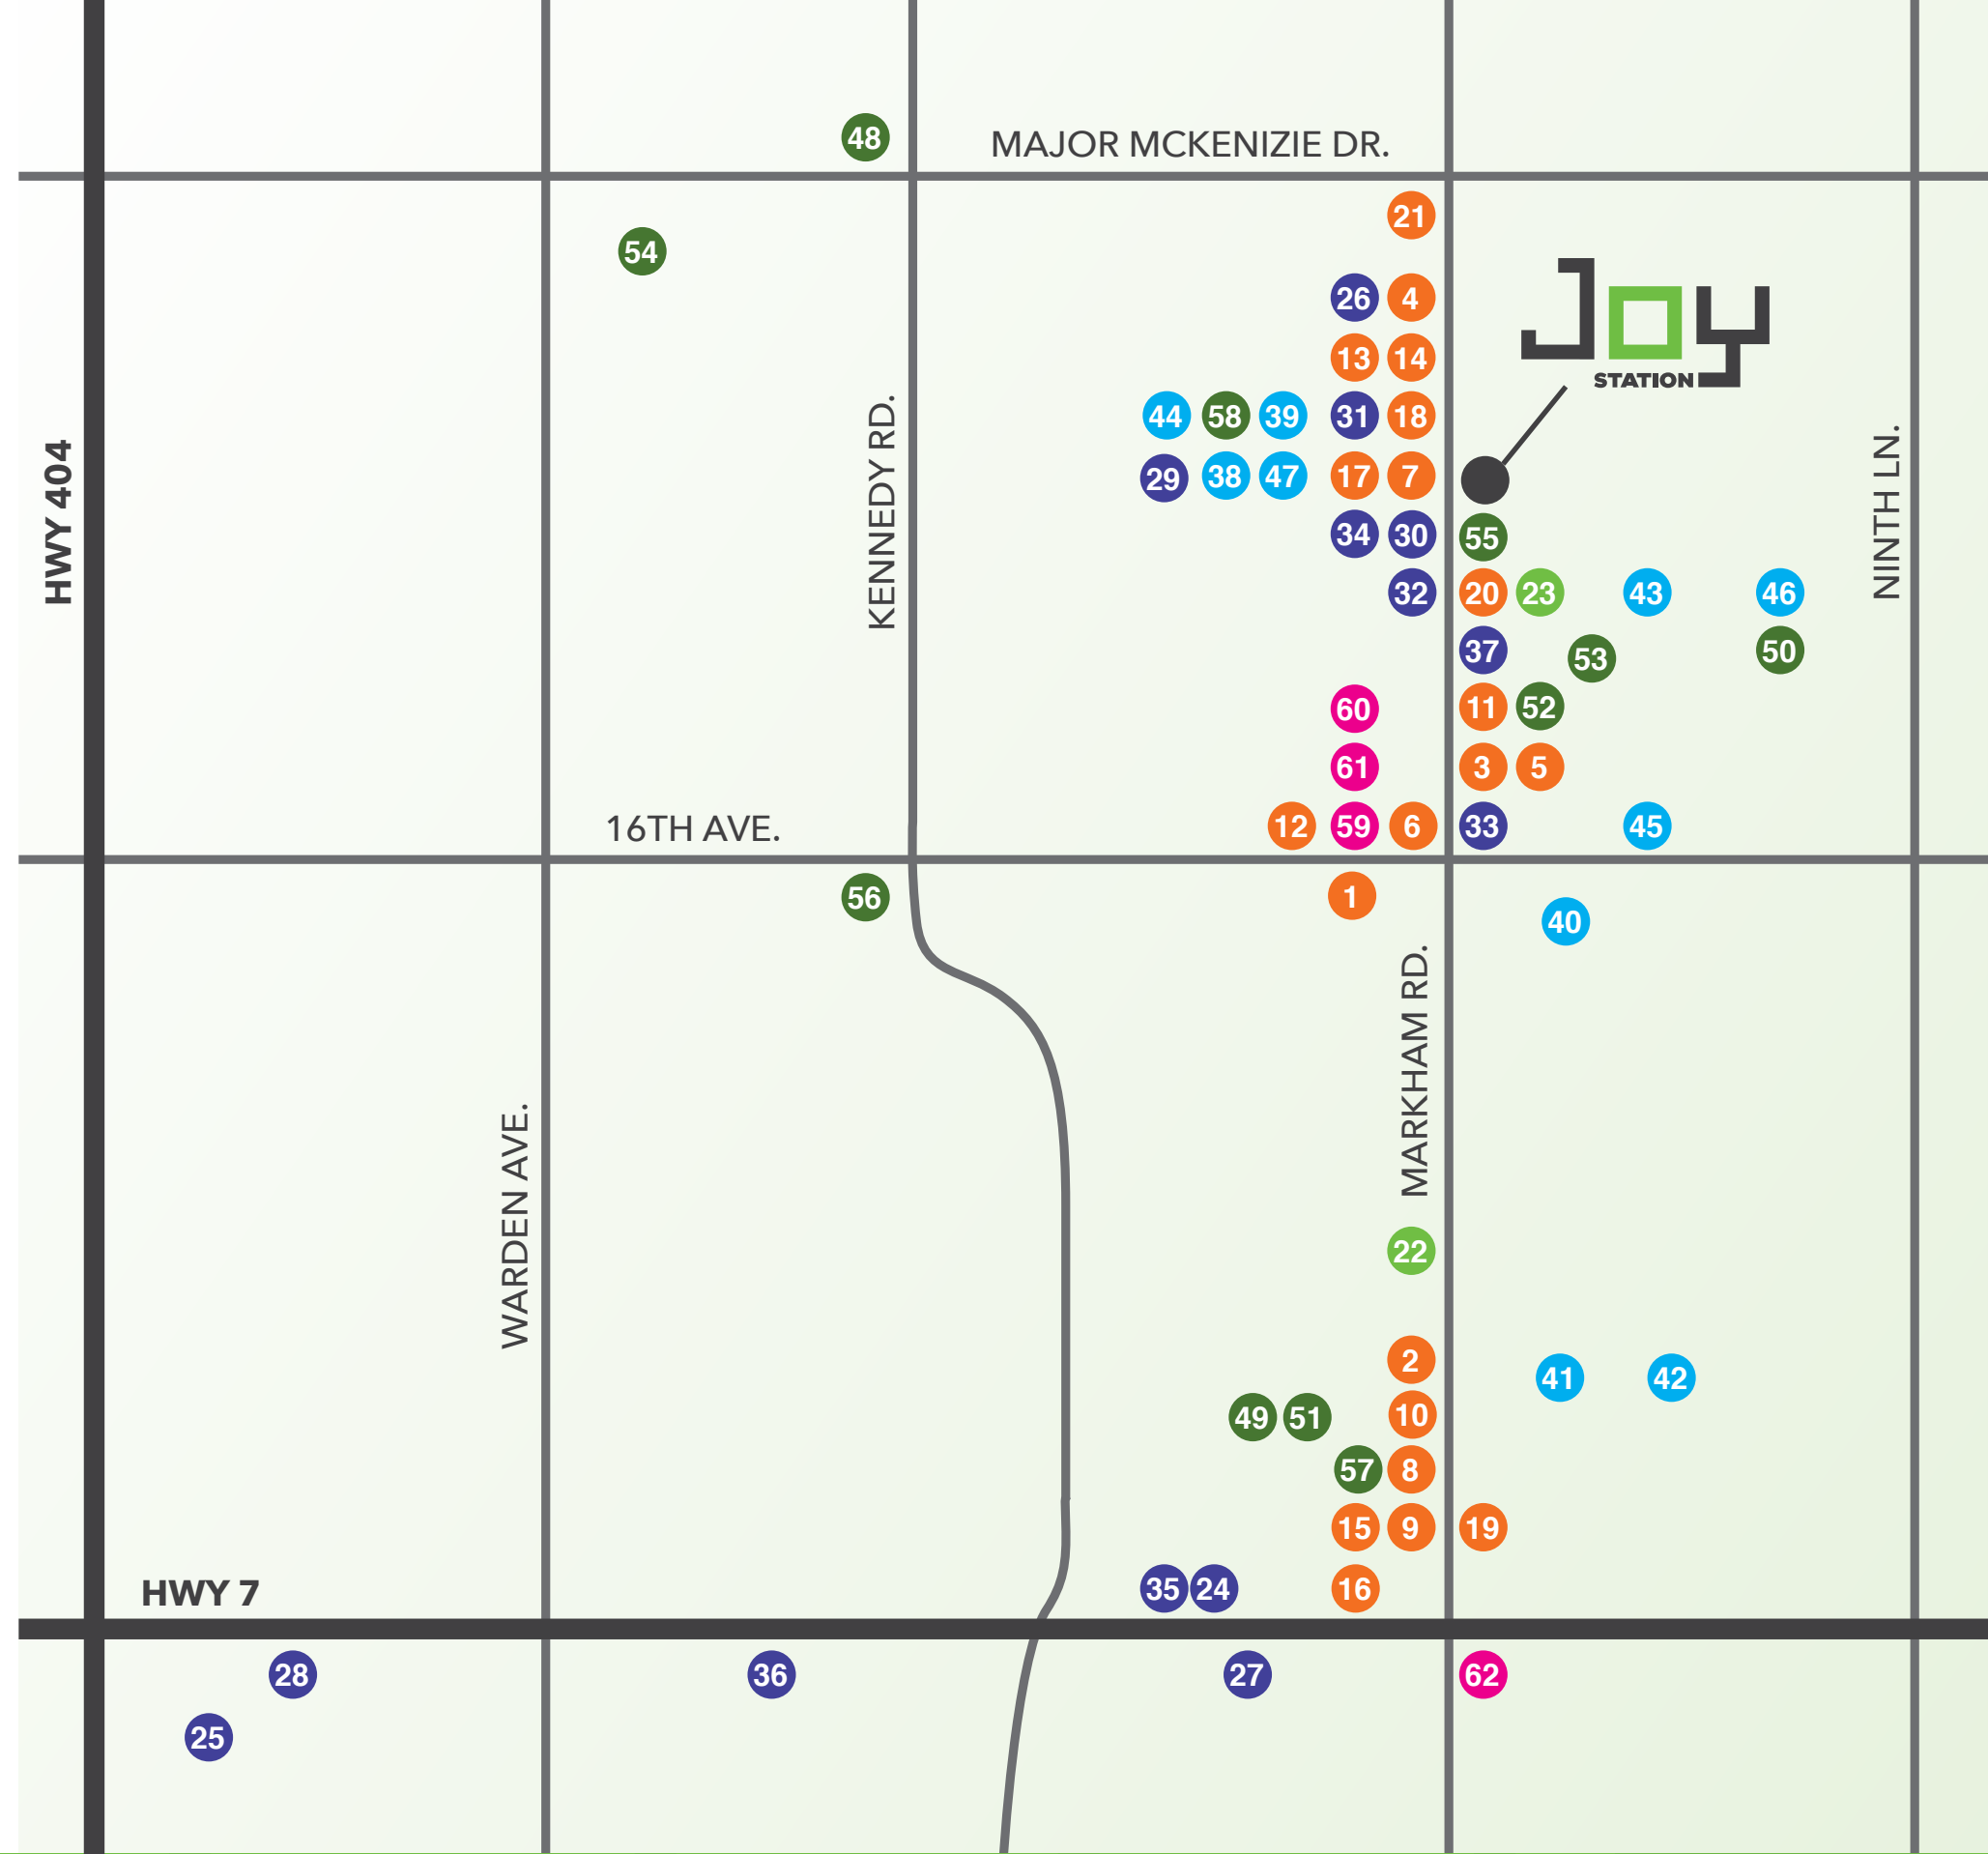 48
MAJOR MCKENIZIE DR.
21
54
26 4
JOY
STATION
13 14
44 58 39 31 18
HWY 404
KENNEDY RD.
NINTH LN.
29 38 47 17 7
34 30 55
32 20 23 43 46
37 53 50
60 11 52
61 3 5
16TH AVE.
12 59 6 33 45
56 1
40
MARKHAM RD.
WARDEN AVE.
22
2
41 42
49 51 10
57 8
15 9 19
HWY 7
35 24 16
28 36 27 62
25